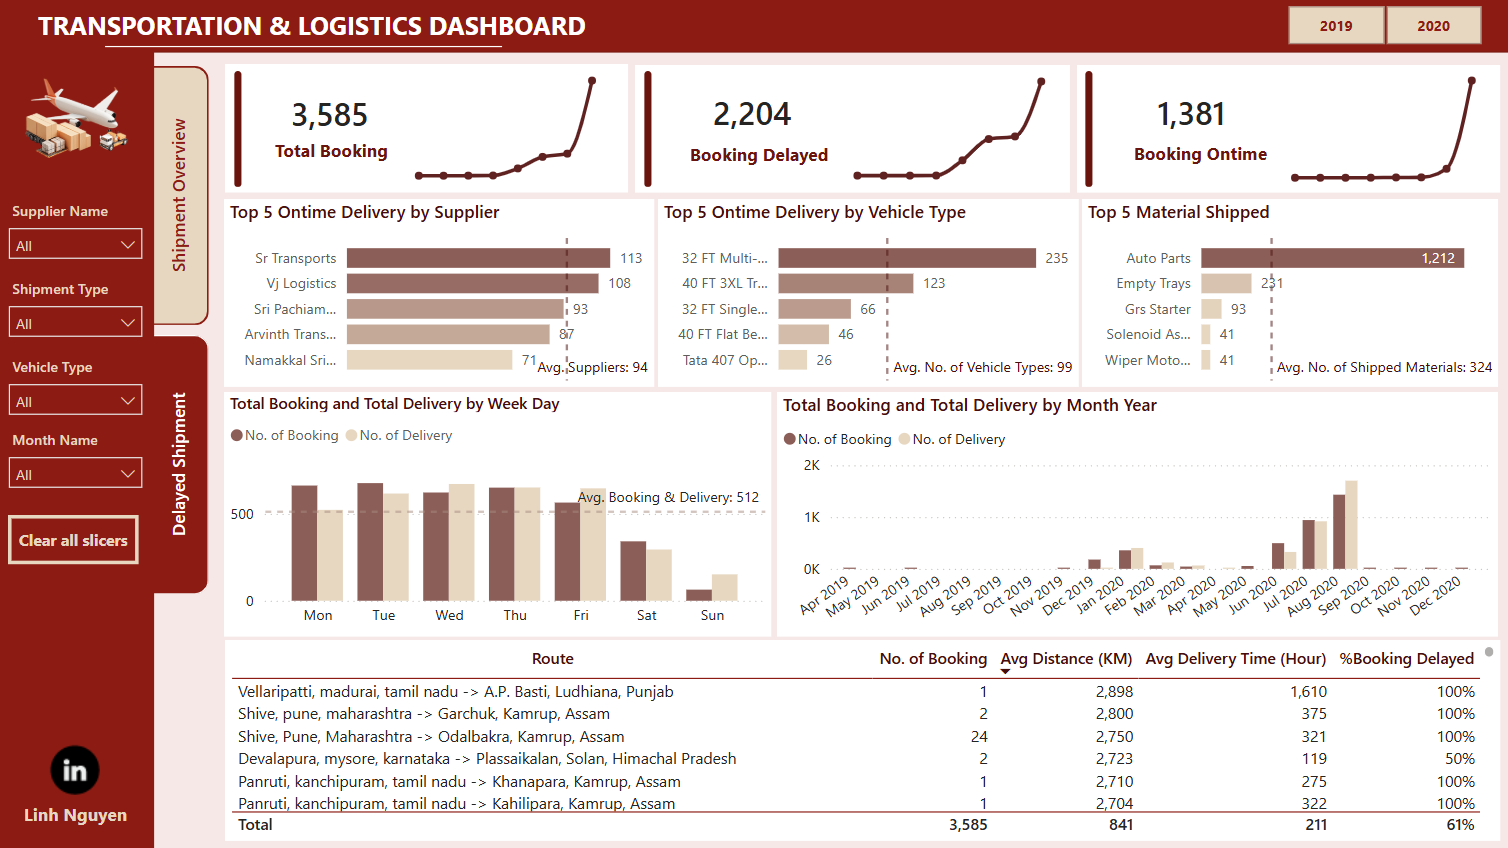 TRANSPORTATION & LOGISTICS DASHBOARD
2019
2020
Shipment Overview
Delayed Shipment
Supplier Name
All
Shipment Type
All
Vehicle Type
All
Month Name
All
Clear all slicers
in
Linh Nguyen
3,585
Total Booking
2,204
Booking Delayed
1,381
Booking Ontime
Top 5 Ontime Delivery by Supplier
Sr Transports 113
Vj Logistics 108
Sri Pachiam... 93
Arvinth Trans... 87
Namakkal Sri... 71
Avg. Suppliers: 94
Top 5 Ontime Delivery by Vehicle Type
32 FT Multi-... 235
40 FT 3XL Tr... 123
32 FT Single... 66
40 FT Flat Be... 46
Tata 407 Op... 26
Avg. No. of Vehicle Types: 99
Top 5 Material Shipped
Auto Parts 1,212
Empty Trays 231
Grs Starter 93
Solenoid As... 41
Wiper Moto... 41
Avg. No. of Shipped Materials: 324
Total Booking and Total Delivery by Week Day
No. of Booking No. of Delivery
Avg. Booking & Delivery: 512
500
0
Mon Tue Wed Thu Fri Sat Sun
Total Booking and Total Delivery by Month Year
No. of Booking No. of Delivery
2K
1K
0K
Apr 2019 May 2019 Jun 2019 Jul 2019 Aug 2019 Sep 2019 Oct 2019 Nov 2019 Dec 2019 Jan 2020 Feb 2020 Mar 2020 Apr 2020 May 2020 Jun 2020 Jul 2020 Aug 2020 Sep 2020 Oct 2020 Nov 2020 Dec 2020
Route No. of Booking Avg Distance (KM) Avg Delivery Time (Hour) %Booking Delayed
Vellaripatti, madurai, tamil nadu -> A.P. Basti, Ludhiana, Punjab 1 2,898 1,610 100%
Shive, pune, maharashtra -> Garchuk, Kamrup, Assam 2 2,800 375 100%
Shive, Pune, Maharashtra -> Odalbakra, Kamrup, Assam 24 2,750 321 100%
Devalapura, mysore, karnataka -> Plassaikalan, Solan, Himachal Pradesh 2 2,723 119 50%
Panruti, kanchipuram, tamil nadu -> Khanapara, Kamrup, Assam 1 2,710 275 100%
Panruti, kanchipuram, tamil nadu -> Kahilipara, Kamrup, Assam 1 2,704 322 100%
Total 3,585 841 211 61%